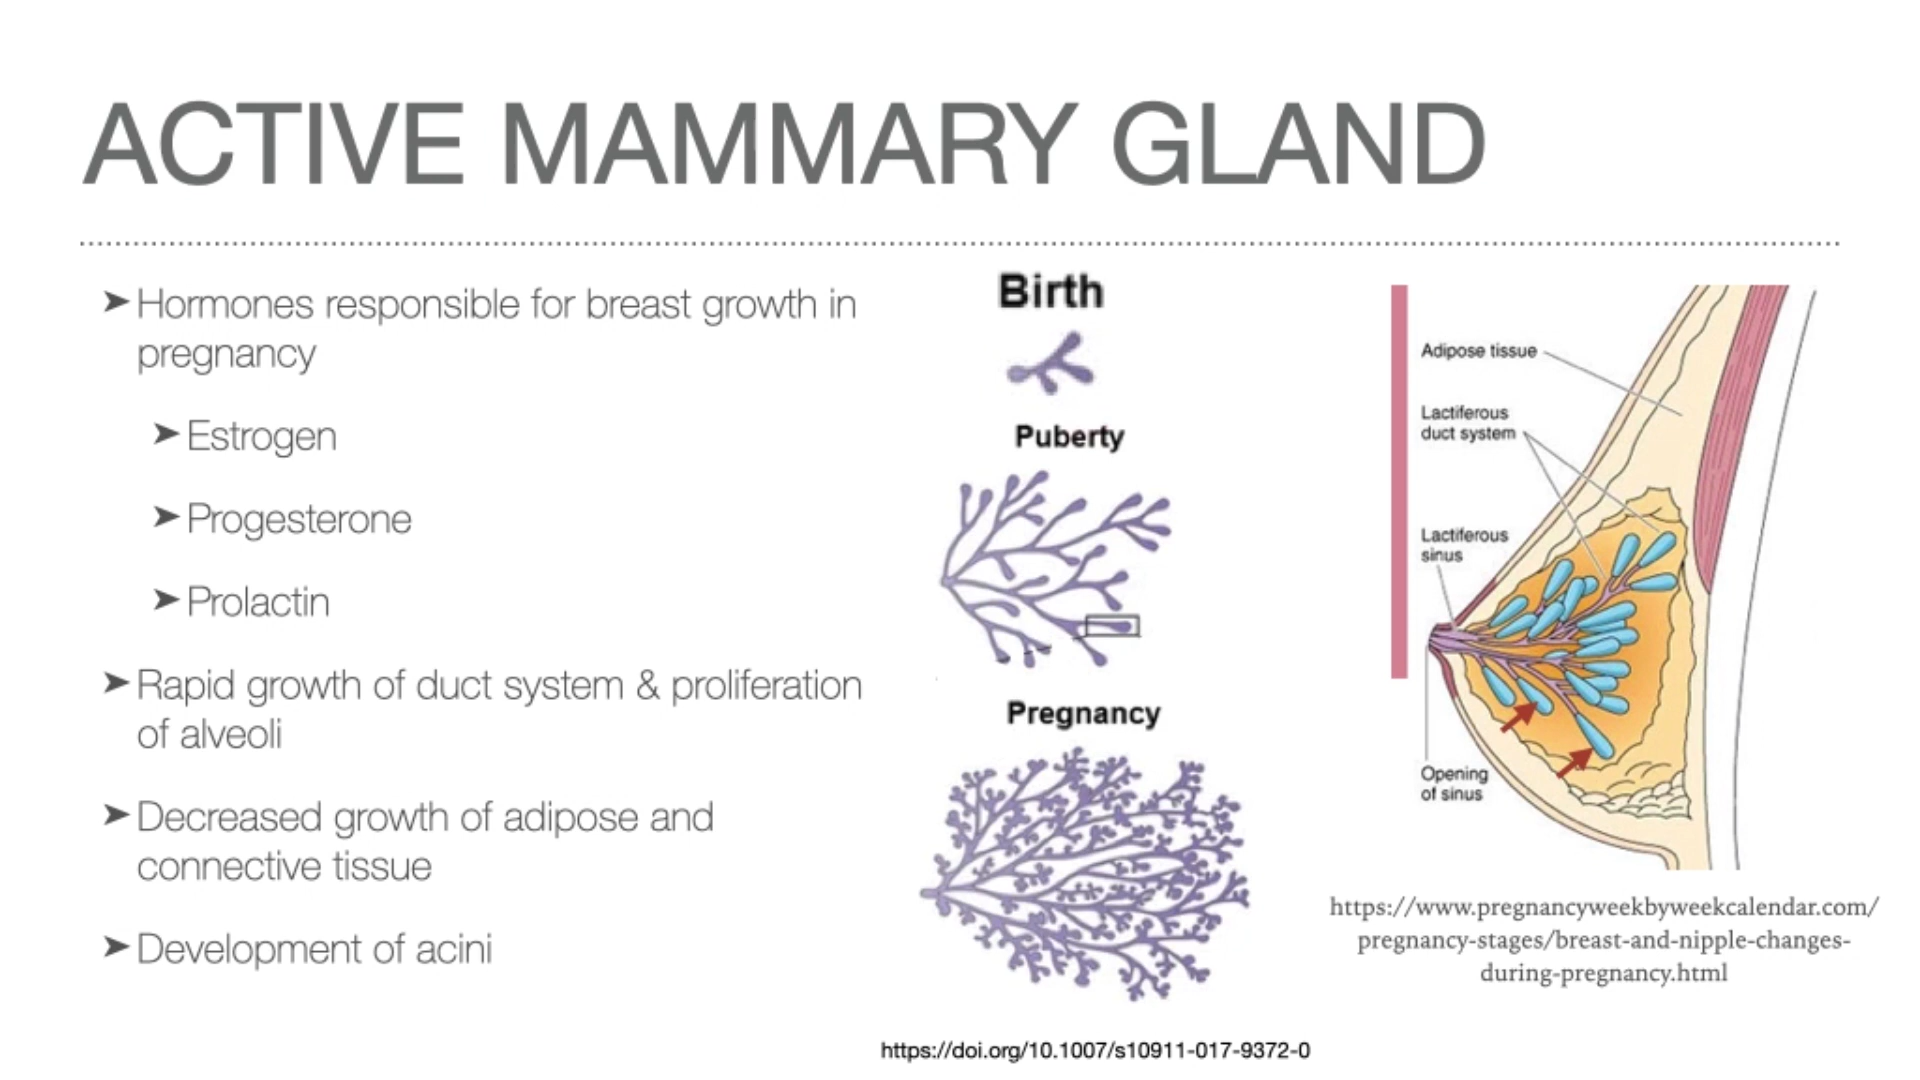 ACTIVE MAMMARY GLAND
➤ Hormones responsible for breast growth in
pregnancy
➤ Estrogen
➤ Progesterone
➤ Prolactin
➤ Rapid growth of duct system & proliferation
of alveoli
➤ Decreased growth of adipose and
connective tissue
➤ Development of acini
Birth
Puberty
Pregnancy
https://doi.org/10.1007/s10911-017-9372-0
Adipose tissue
Lactiferous
duct system
Lactiferous
sinus
Opening
of sinus
https://www.pregnancyweekbyweekcalendar.com/
pregnancy-stages/breast-and-nipple-changes-
during-pregnancy.html